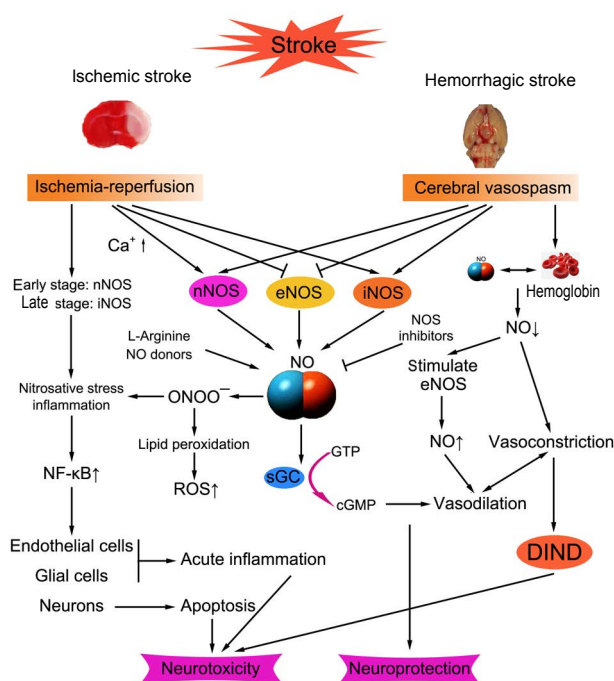 Stroke
Ischemic stroke
Hemorrhagic stroke
Ischemia-reperfusion
Cerebral vasospasm
Ca⁺ ↑
NO
Hemoglobin
Early stage: nNOS
Late stage: iNOS
nNOS
eNOS
iNOS
NO↓
L-Arginine
NO donors
NO
NOS
inhibitors
Stimulate
eNOS
Nitrosative stress
inflammation
ONOO⁻
Lipid peroxidation
ROS↑
sGC
GTP
cGMP
NO↑
Vasoconstriction
Vasodilation
NF-κB↑
Endothelial cells
Glial cells
Acute inflammation
DIND
Neurons
Apoptosis
Neurotoxicity
Neuroprotection